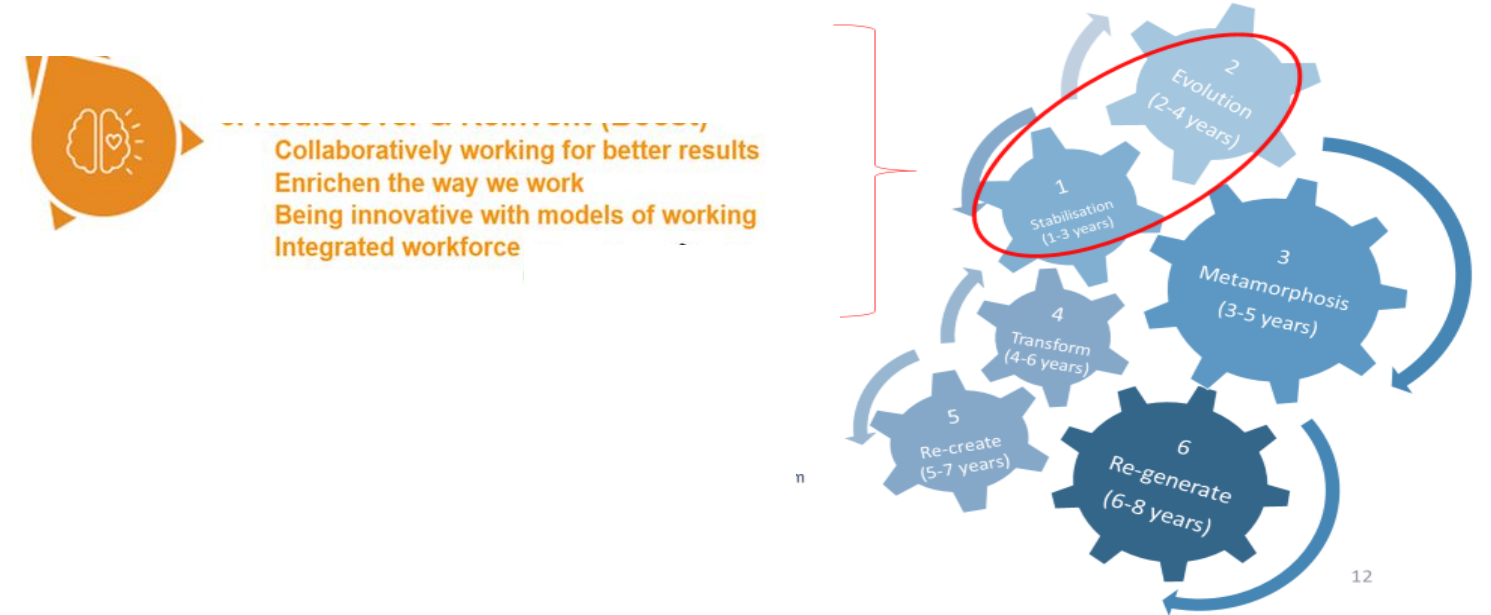 Collaboratively working for better results
Enrichen the way we work
Being innovative with models of working
Integrated workforce
2
Evolution
(2-4 years)
1
Stabilisation
(1-3 years)
3
Metamorphosis
(3-5 years)
4
Transform
(4-6 years)
5
Re-create
(5-7 years)
6
Re-generate
(6-8 years)
12